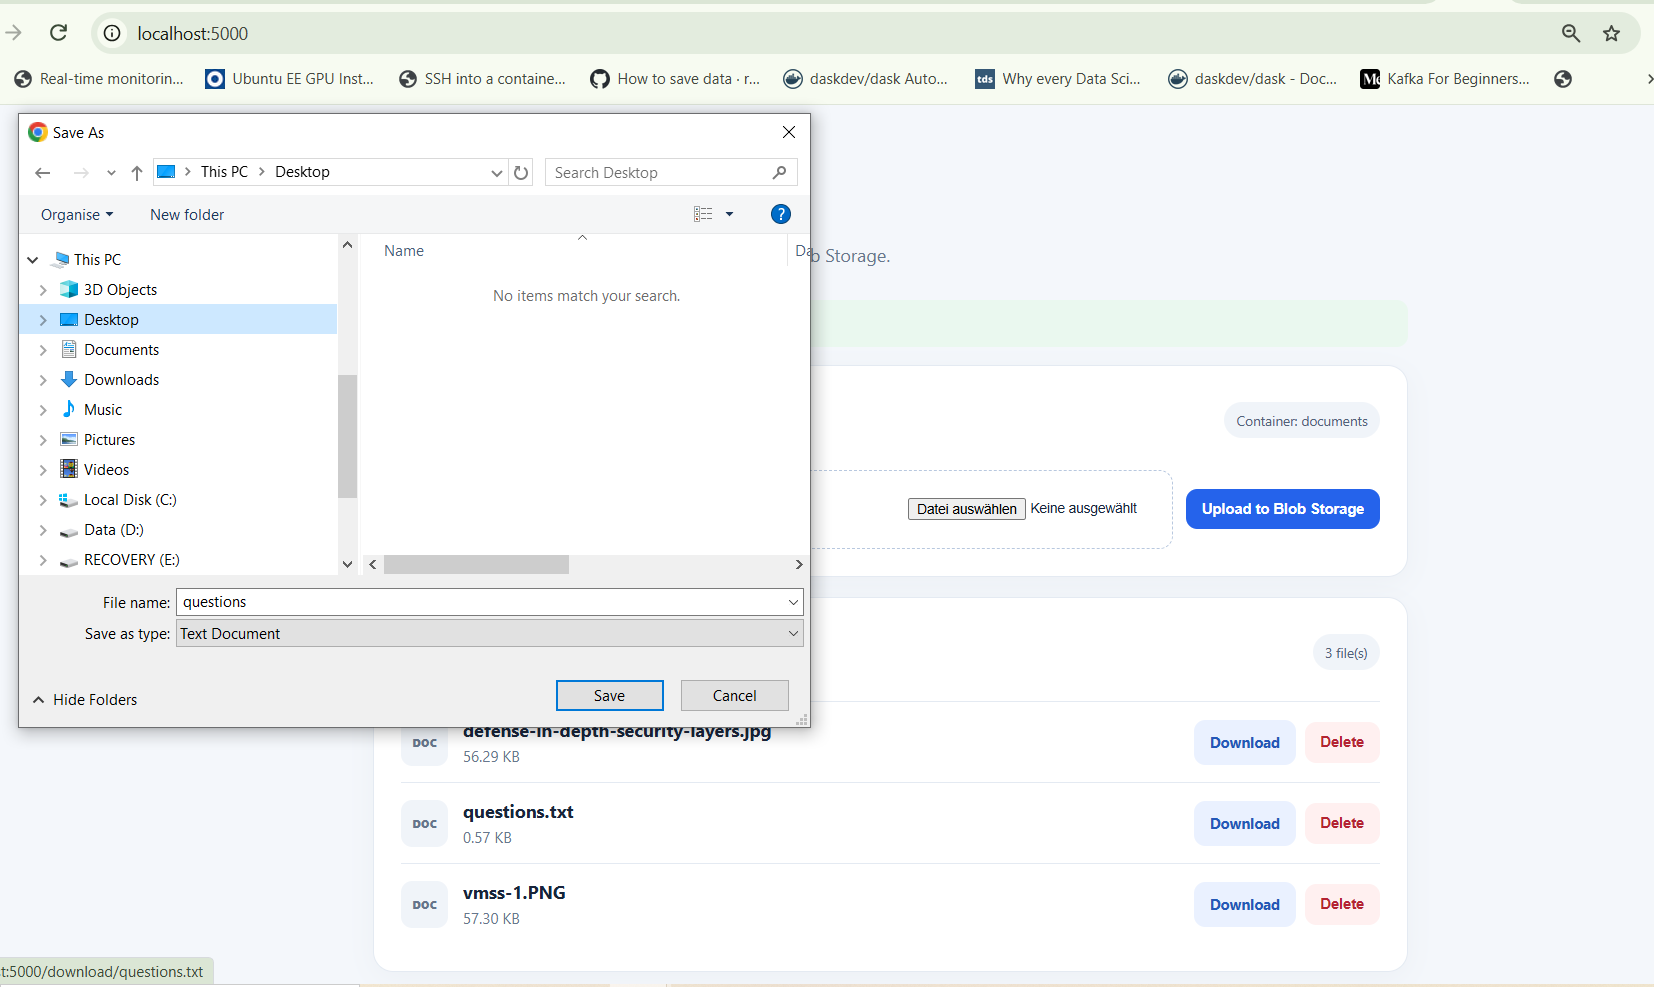 localhost:5000
Real-time monitorin...
Ubuntu EE GPU Inst...
SSH into a containe...
How to save data · r...
daskdev/dask Auto...
tds
Why every Data Sci...
daskdev/dask - Doc...
Kafka For Beginners...
Save As
This PC > Desktop
Search Desktop
Organise
New folder
?
This PC
3D Objects
Desktop
Documents
Downloads
Music
Pictures
Videos
Local Disk (C:)
Data (D:)
RECOVERY (E:)
Name
Da
No items match your search.
File name: questions
Save as type: Text Document
Hide Folders
Save
Cancel
b Storage.
Container: documents
Datei auswählen Keine ausgewählt
Upload to Blob Storage
3 file(s)
DOC
defense-in-depth-security-layers.jpg
56.29 KB
Download
Delete
DOC
questions.txt
0.57 KB
Download
Delete
DOC
vmss-1.PNG
57.30 KB
Download
Delete
t:5000/download/questions.txt